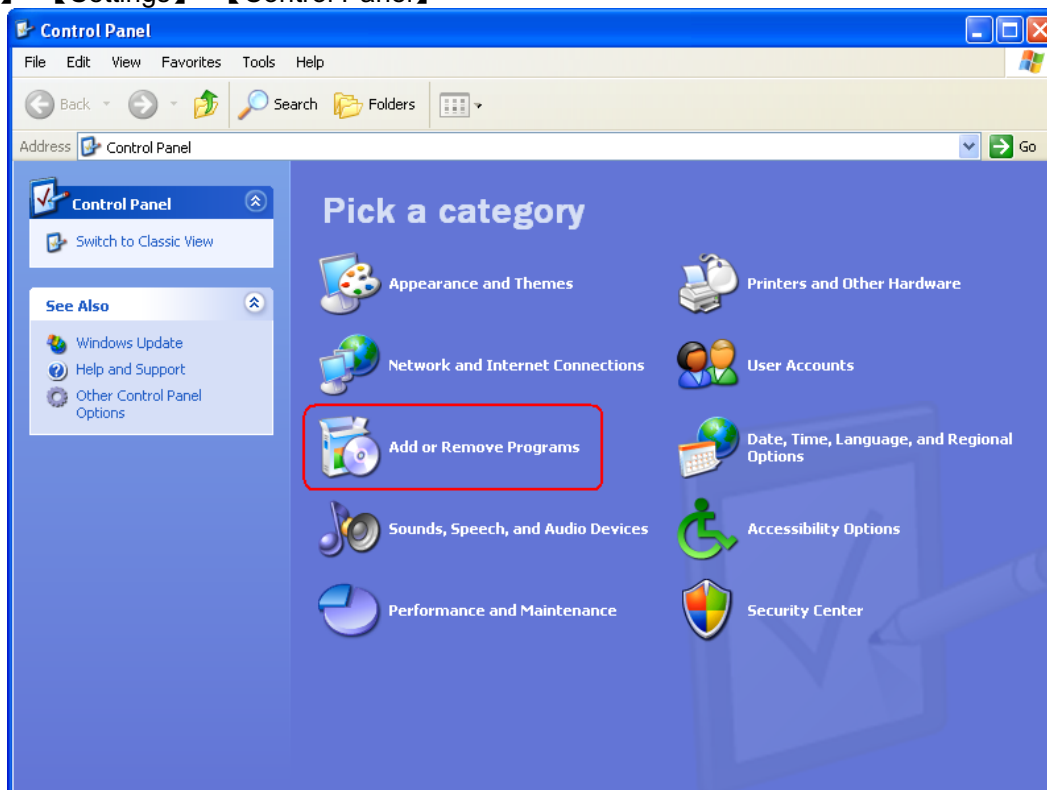 【Settings】 【Control Panel】
Control Panel
File Edit View Favorites Tools Help
Back Search Folders
Address Control Panel Go
Control Panel
Switch to Classic View
See Also
Windows Update
Help and Support
Other Control Panel
Options
Pick a category
Appearance and Themes
Printers and Other Hardware
Network and Internet Connections
User Accounts
Add or Remove Programs
Date, Time, Language, and Regional
Options
Sounds, Speech, and Audio Devices
Accessibility Options
Performance and Maintenance
Security Center